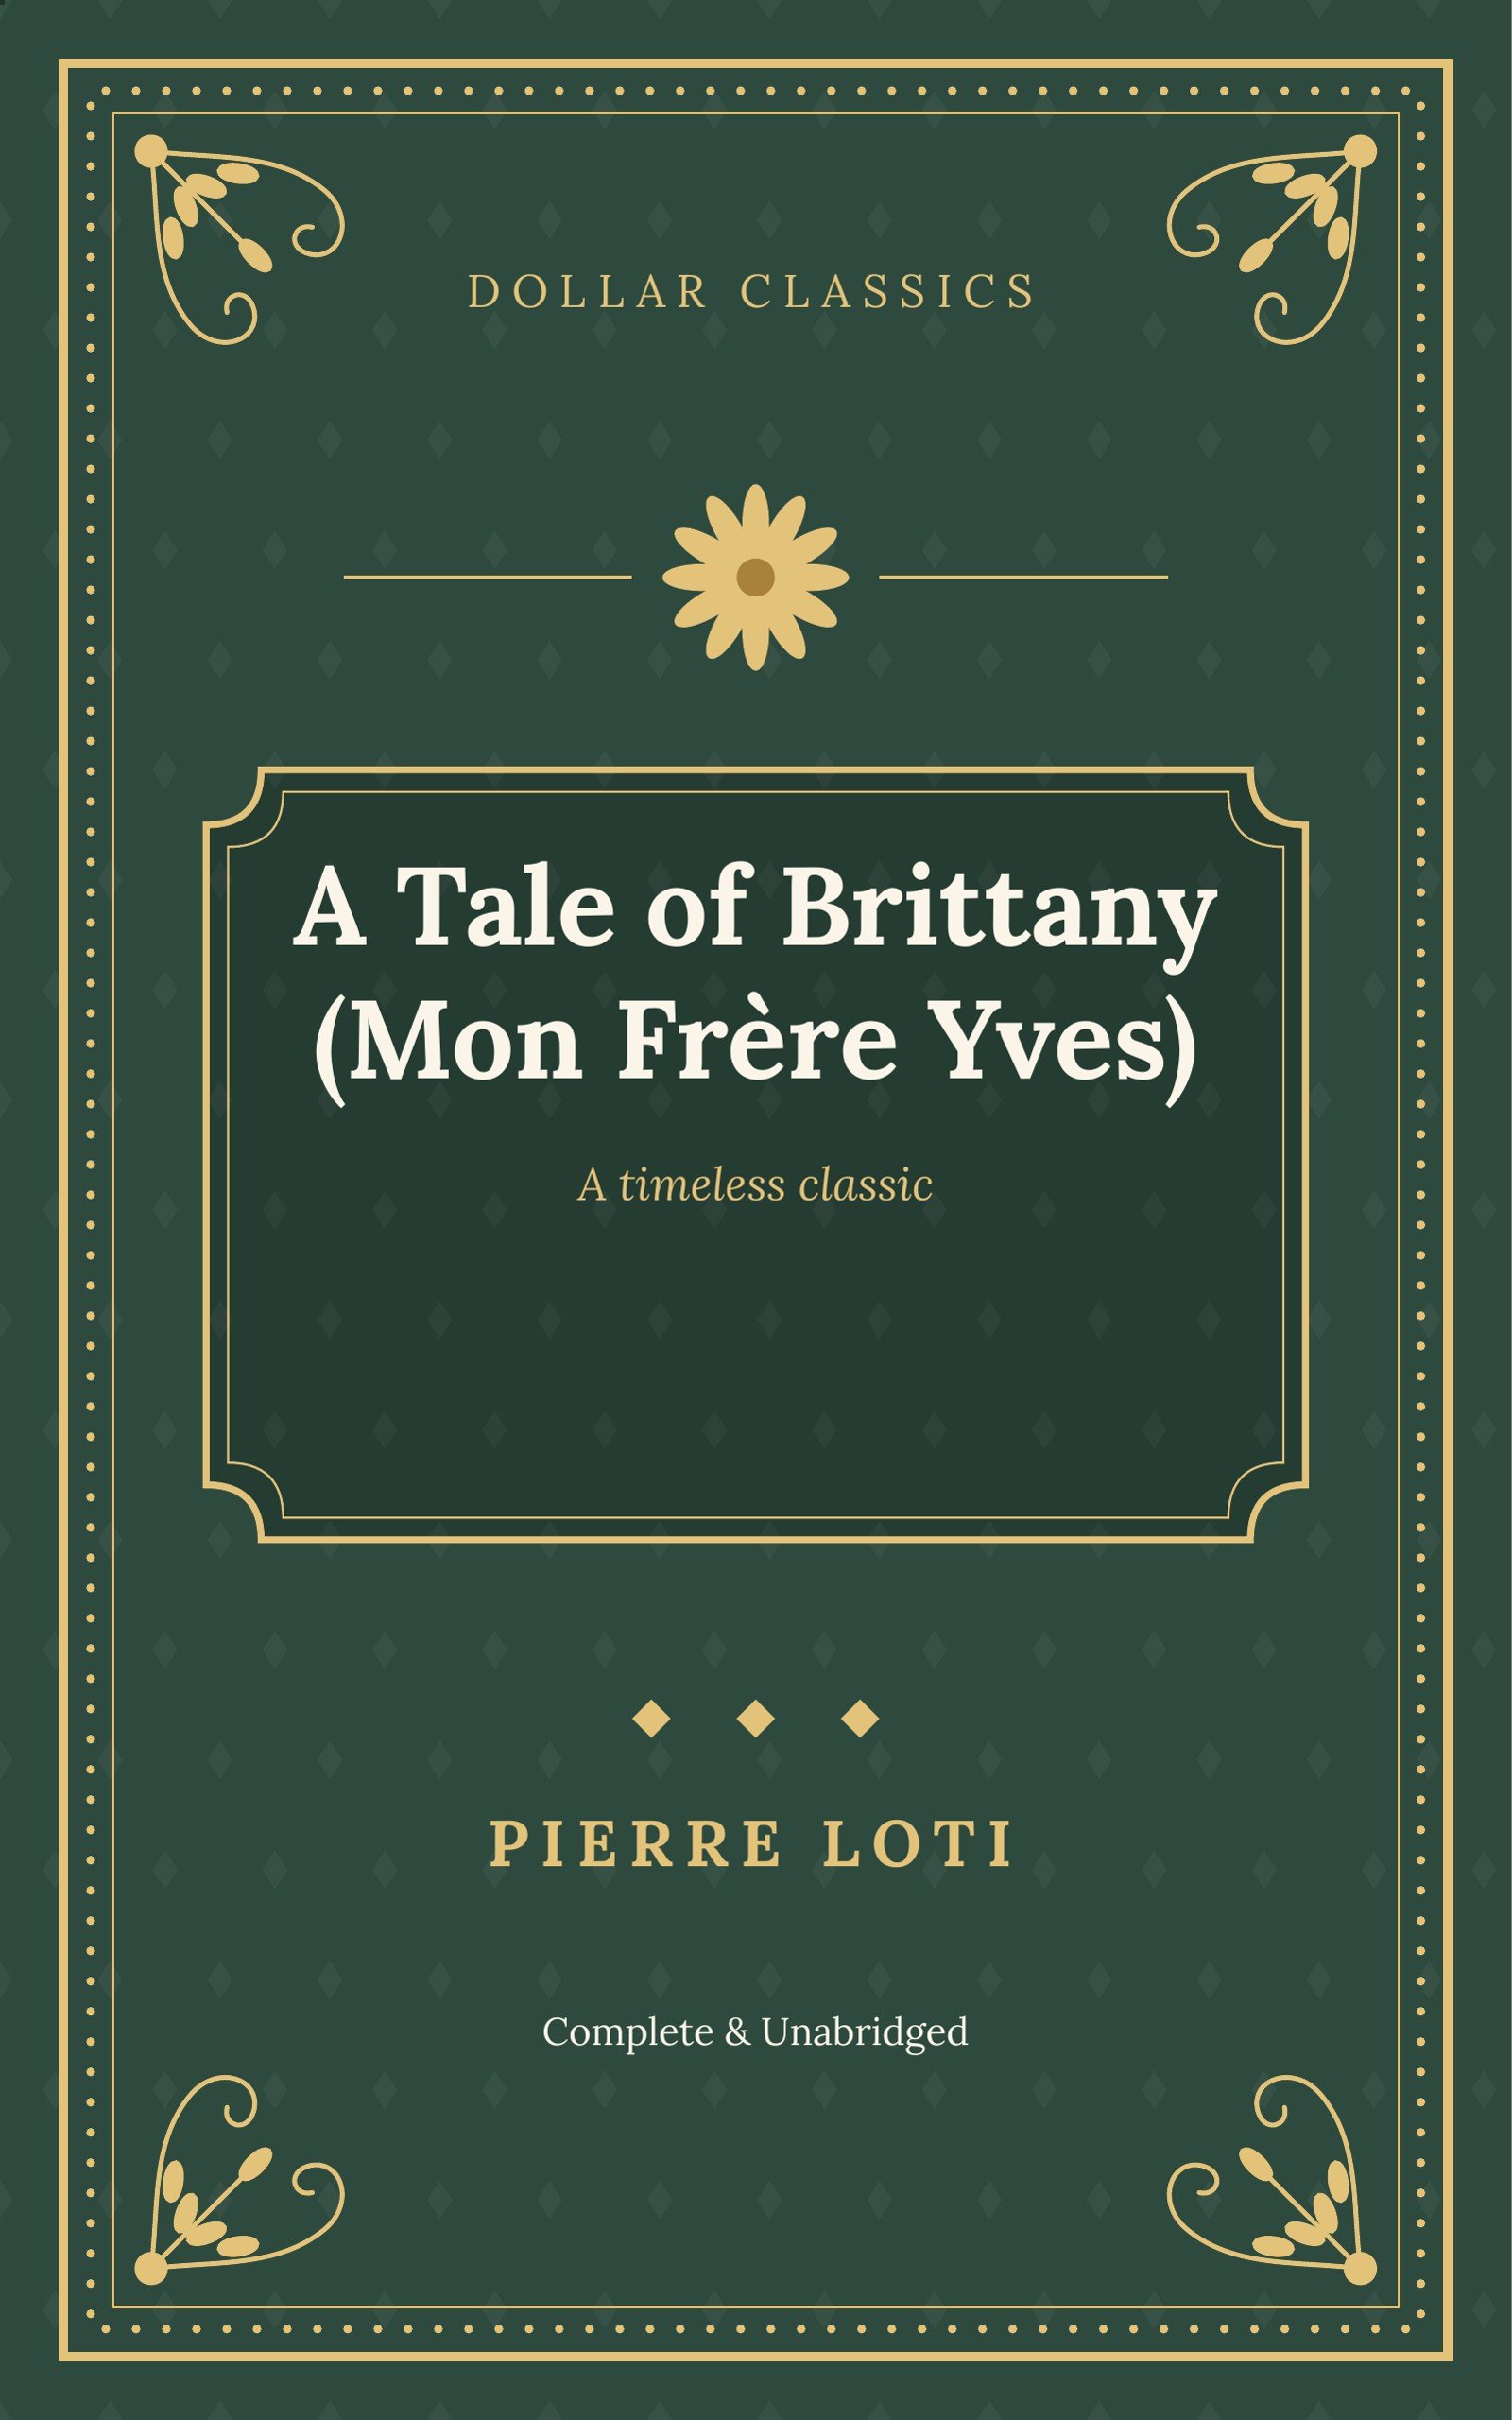 DOLLAR CLASSICS
A Tale of Brittany
(Mon Frère Yves)
A timeless classic
PIERRE LOTI
Complete & Unabridged